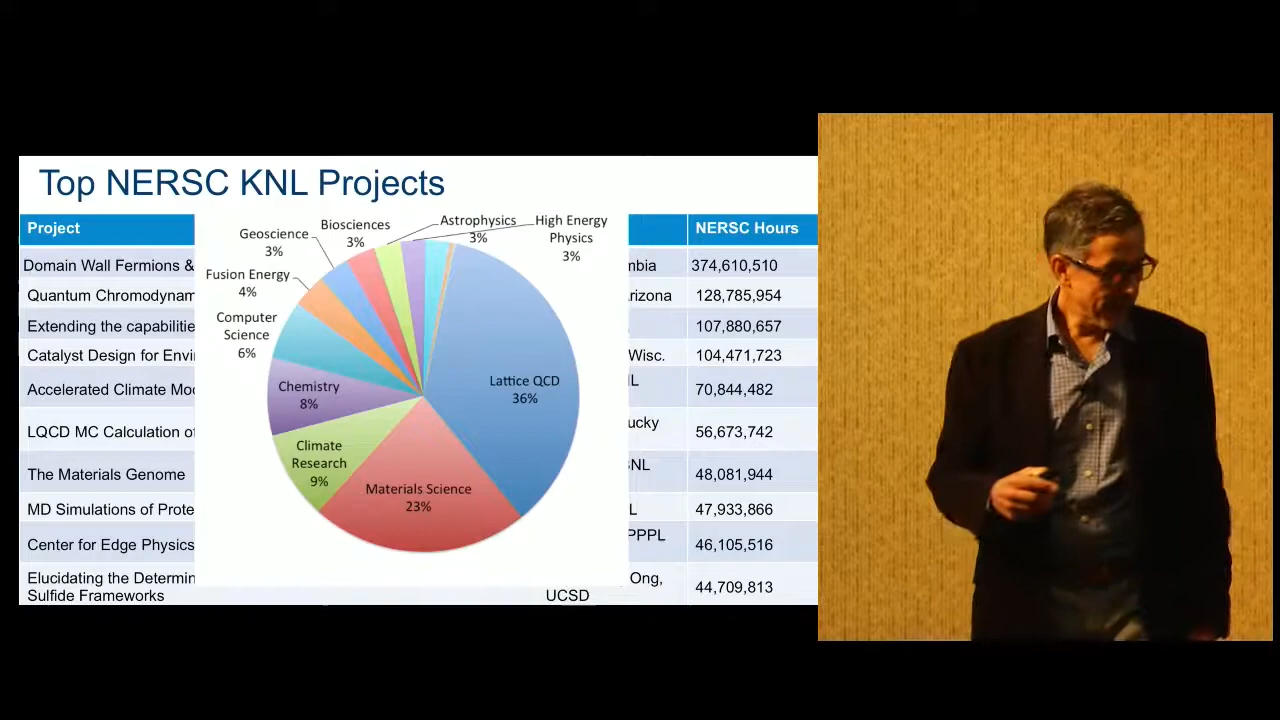 Top NERSC KNL Projects
Project
NERSC Hours
Domain Wall Fermions &
374,610,510
Quantum Chromodynam
128,785,954
Extending the capabilitie
107,880,657
Catalyst Design for Envi
Wisc.
104,471,723
Accelerated Climate Mod
70,844,482
LQCD MC Calculation of
ucky
56,673,742
The Materials Genome
48,081,944
MD Simulations of Prote
47,933,866
Center for Edge Physics
PPPL
46,105,516
Elucidating the Determin
Sulfide Frameworks
Ong,
UCSD
44,709,813
Astrophysics
3%
High Energy
Physics
3%
Biosciences
3%
Geoscience
3%
Fusion Energy
4%
Computer
Science
6%
Chemistry
8%
Climate
Research
9%
Materials Science
23%
Lattice QCD
36%